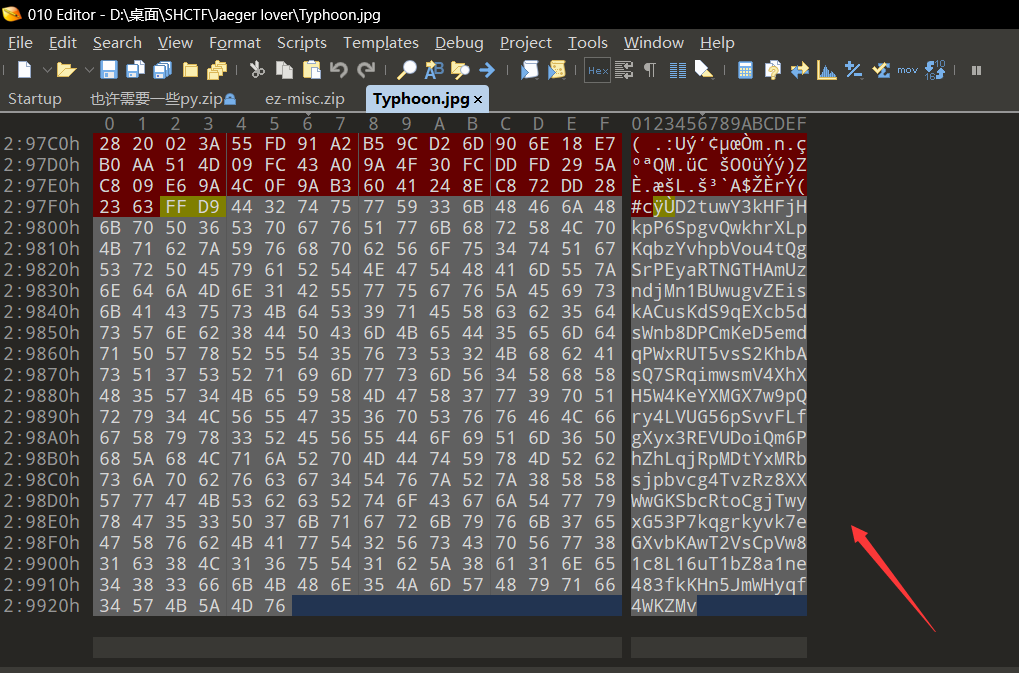 010 Editor - D:\桌面\SHCTF\Jaeger lover\Typhoon.jpg
File Edit Search View Format Scripts Templates Debug Project Tools Window Help
Startup 也许需要一些py.zip ez-misc.zip Typhoon.jpg ×
0 1 2 3 4 5 6 7 8 9 A B C D E F 0123456789ABCDEF
2:97C0h 28 20 02 3A 55 FD 91 A2 B5 9C D2 6D 90 6E 18 E7 ( .:Uý‘¢µœÒm.n.ç
2:97D0h B0 AA 51 4D 09 FC 43 A0 9A 4F 30 FC DD FD 29 5A °ªQM.üC šO0üÝý)Z
2:97E0h C8 09 E6 9A 4C 0F 9A B3 60 41 24 8E C8 72 DD 28 È.æšL.š³`A$ŽÈrÝ(
2:97F0h 23 63 FF D9 44 32 74 75 77 59 33 6B 48 46 6A 48 #cÿÙD2tuwY3kHFjH
2:9800h 6B 70 50 36 53 70 67 76 51 77 6B 68 72 58 4C 70 kpP6SpgvQwkhrXLp
2:9810h 4B 71 62 7A 59 76 68 70 62 56 6F 75 34 74 51 67 KqbzYvhpbVou4tQg
2:9820h 53 72 50 45 79 61 52 54 4E 47 54 48 41 6D 55 7A SrPEyaRTNGTHAmUz
2:9830h 6E 64 6A 4D 6E 31 42 55 77 75 67 76 5A 45 69 73 ndjMn1BUwugvZEis
2:9840h 6B 41 43 75 73 4B 64 53 39 71 45 58 63 62 35 64 kACusKdS9qEXcb5d
2:9850h 73 57 6E 62 38 44 50 43 6D 4B 65 44 35 65 6D 64 sWnb8DPCmKeD5emd
2:9860h 71 50 57 78 52 55 54 35 76 73 53 32 4B 68 62 41 qPWxRUT5vsS2KhbA
2:9870h 73 51 37 53 52 71 69 6D 77 73 6D 56 34 58 68 58 sQ7SRqimwsmV4XhX
2:9880h 48 35 57 34 4B 65 59 58 4D 47 58 37 77 39 70 51 H5W4KeYXMGX7w9pQ
2:9890h 72 79 34 4C 56 55 47 35 36 70 53 76 76 46 4C 66 ry4LVUG56pSvvFLf
2:98A0h 67 58 79 78 33 52 45 56 55 44 6F 69 51 6D 36 50 gXyx3REVUDoiQm6P
2:98B0h 68 5A 68 4C 71 6A 52 70 4D 44 74 59 78 4D 52 62 hZhLqjRpMDtYxMRb
2:98C0h 73 6A 70 62 76 63 67 34 54 76 7A 52 7A 38 58 58 sjpbvcg4TvzRz8XX
2:98D0h 57 77 47 4B 53 62 63 52 74 6F 43 67 6A 54 77 79 WwGKSbcRtoCgjTwy
2:98E0h 78 47 35 33 50 37 6B 71 67 72 6B 79 76 6B 37 65 xG53P7kqgrkyvk7e
2:98F0h 47 58 76 62 4B 41 77 54 32 56 73 43 70 56 77 38 GXvbKAwT2VsCpVw8
2:9900h 31 63 38 4C 31 36 75 54 31 62 5A 38 61 31 6E 65 1c8L16uT1bZ8a1ne
2:9910h 34 38 33 66 6B 4B 48 6E 35 4A 6D 57 48 79 71 66 483fkKHn5JmWHyqf
2:9920h 34 57 4B 5A 4D 76 4WKZMv